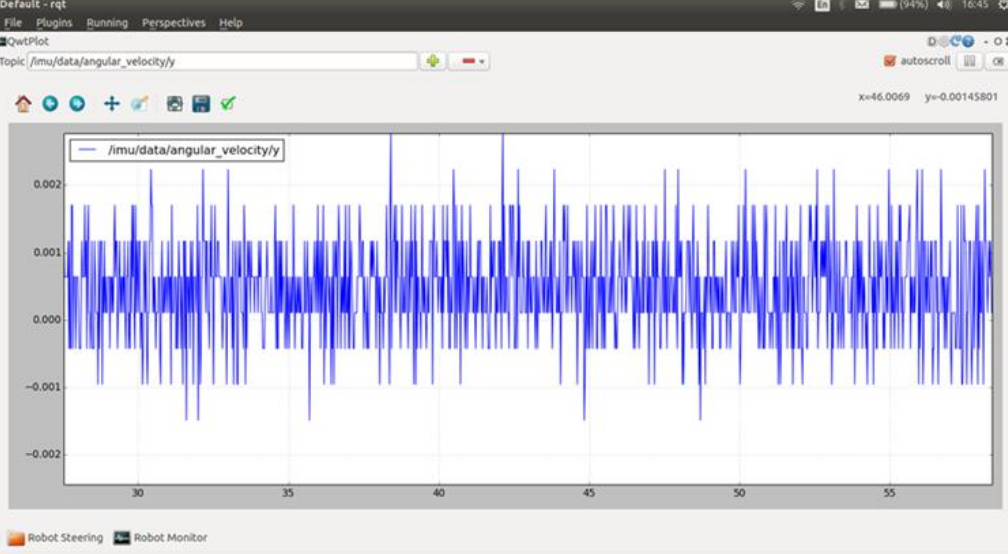 Default - rqt
En (94%) 16:45
File Plugins Running Perspectives Help
QwtPlot D
Topic /imu/data/angular_velocity/y autoscroll
x=46.0069 y=-0.00145801
/imu/data/angular_velocity/y
0.002
0.001
0.000
−0.001
−0.002
30 35 40 45 50 55
Robot Steering Robot Monitor